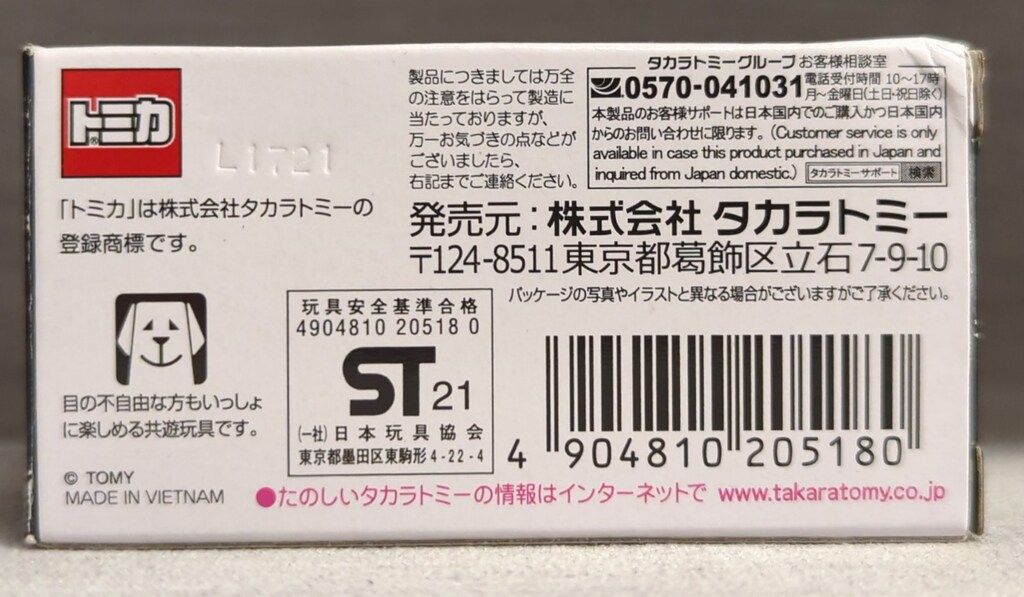 トミカ
®
L1721
「トミカ」は株式会社タカラトミーの
登録商標です。
製品につきましては万全
の注意をはらって製造に
当たっておりますが、
万一お気づきの点などが
ございましたら、
右記までご連絡ください。
タカラトミーグループ お客様相談室
0570-041031 電話受付時間 10〜17時
月〜金曜日(土日・祝日除く)
本製品のお客様サポートは日本国内でのご購入かつ日本国内
からのお問い合わせに限ります。(Customer service is only
available in case this product purchased in Japan and
inquired from Japan domestic.) タカラトミーサポート 検索
発売元:株式会社 タカラトミー
〒124-8511 東京都葛飾区立石 7-9-10
パッケージの写真やイラストと異なる場合がございますがご了承ください。
目の不自由な方もいっしょ
に楽しめる共遊玩具です。
© TOMY
MADE IN VIETNAM
玩具安全基準合格
4904810 20518 0
ST 21
(一社)日本玩具協会
東京都墨田区東駒形 4-22-4
4 904810 205180
●たのしいタカラトミーの情報はインターネットで www.takaratomy.co.jp